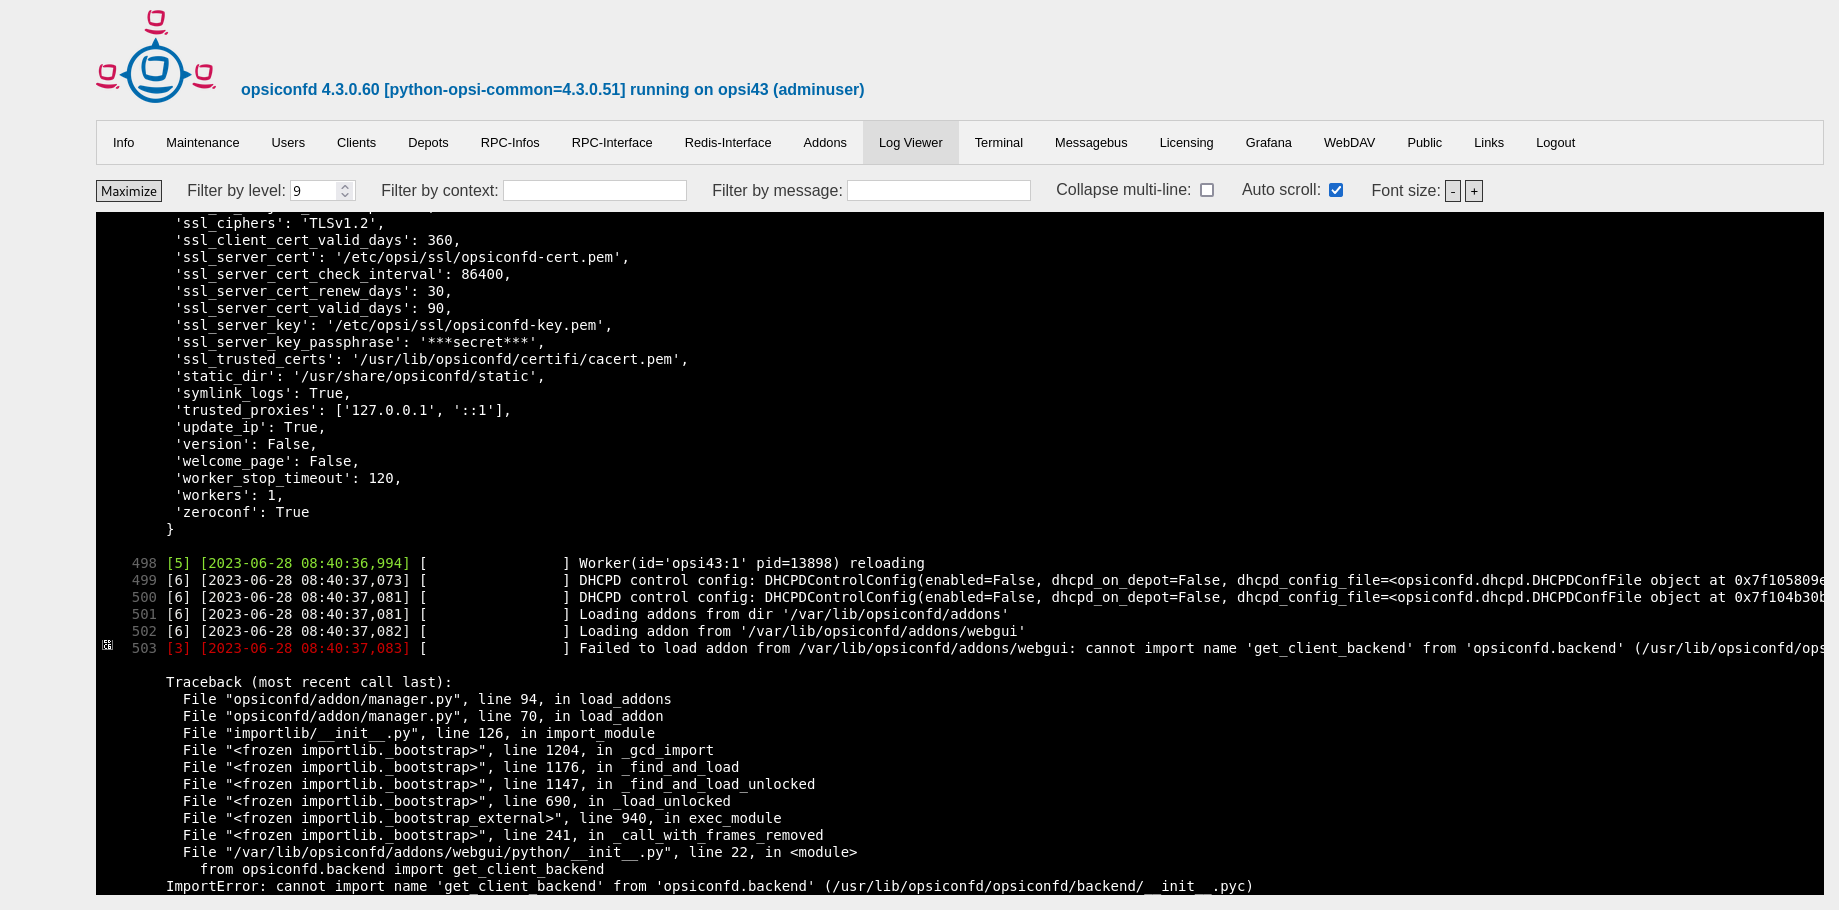 opsiconfd 4.3.0.60 [python-opsi-common=4.3.0.51] running on opsi43 (adminuser)
Info Maintenance Users Clients Depots RPC-Infos RPC-Interface Redis-Interface Addons Log Viewer Terminal Messagebus Licensing Grafana WebDAV Public Links Logout
Maximize Filter by level: 9 Filter by context: Filter by message: Collapse multi-line: Auto scroll: Font size: - +
'ssl_ciphers': 'TLSv1.2',
'ssl_client_cert_valid_days': 360,
'ssl_server_cert': '/etc/opsi/ssl/opsiconfd-cert.pem',
'ssl_server_cert_check_interval': 86400,
'ssl_server_cert_renew_days': 30,
'ssl_server_cert_valid_days': 90,
'ssl_server_key': '/etc/opsi/ssl/opsiconfd-key.pem',
'ssl_server_key_passphrase': '***secret***',
'ssl_trusted_certs': '/usr/lib/opsiconfd/certifi/cacert.pem',
'static_dir': '/usr/share/opsiconfd/static',
'symlink_logs': True,
'trusted_proxies': ['127.0.0.1', '::1'],
'update_ip': True,
'version': False,
'welcome_page': False,
'worker_stop_timeout': 120,
'workers': 1,
'zeroconf': True
}
498 [5] [2023-06-28 08:40:36,994] [ ] Worker(id='opsi43:1' pid=13898) reloading
499 [6] [2023-06-28 08:40:37,073] [ ] DHCPD control config: DHCPDControlConfig(enabled=False, dhcpd_on_depot=False, dhcpd_config_file=<opsiconfd.dhcpd.DHCPDConfFile object at 0x7f105809e
500 [6] [2023-06-28 08:40:37,081] [ ] DHCPD control config: DHCPDControlConfig(enabled=False, dhcpd_on_depot=False, dhcpd_config_file=<opsiconfd.dhcpd.DHCPDConfFile object at 0x7f104b30b
501 [6] [2023-06-28 08:40:37,081] [ ] Loading addons from dir '/var/lib/opsiconfd/addons'
502 [6] [2023-06-28 08:40:37,082] [ ] Loading addon from '/var/lib/opsiconfd/addons/webgui'
503 [3] [2023-06-28 08:40:37,083] [ ] Failed to load addon from /var/lib/opsiconfd/addons/webgui: cannot import name 'get_client_backend' from 'opsiconfd.backend' (/usr/lib/opsiconfd/ops
Traceback (most recent call last):
File "opsiconfd/addon/manager.py", line 94, in load_addons
File "opsiconfd/addon/manager.py", line 70, in load_addon
File "importlib/__init__.py", line 126, in import_module
File "<frozen importlib._bootstrap>", line 1204, in _gcd_import
File "<frozen importlib._bootstrap>", line 1176, in _find_and_load
File "<frozen importlib._bootstrap>", line 1147, in _find_and_load_unlocked
File "<frozen importlib._bootstrap>", line 690, in _load_unlocked
File "<frozen importlib._bootstrap_external>", line 940, in exec_module
File "<frozen importlib._bootstrap>", line 241, in _call_with_frames_removed
File "/var/lib/opsiconfd/addons/webgui/python/__init__.py", line 22, in <module>
from opsiconfd.backend import get_client_backend
ImportError: cannot import name 'get_client_backend' from 'opsiconfd.backend' (/usr/lib/opsiconfd/opsiconfd/backend/__init__.pyc)